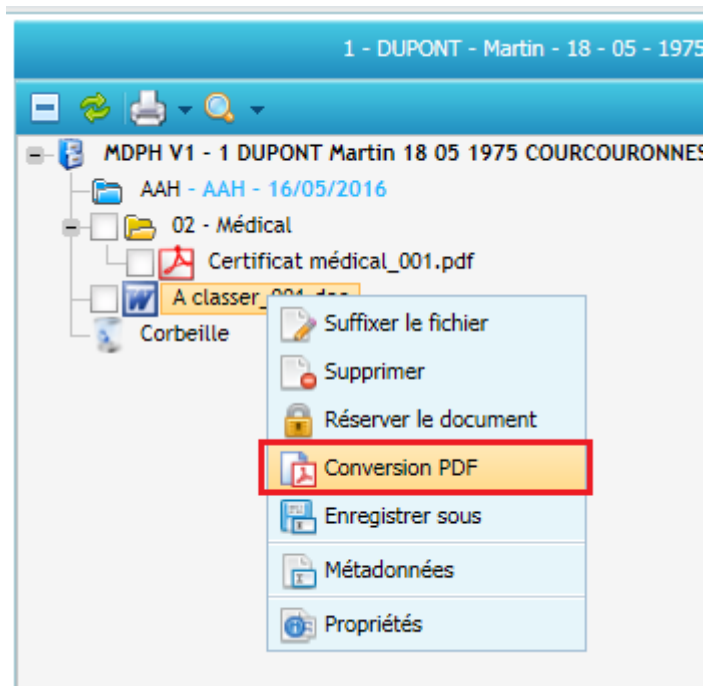 1 - DUPONT - Martin - 18 - 05 - 1975
MDPH V1 - 1 DUPONT Martin 18 05 1975 COURCOURONNES
AAH - AAH - 16/05/2016
02 - Médical
Certificat médical_001.pdf
A classer_001.doc
Corbeille
Suffixer le fichier
Supprimer
Réserver le document
Conversion PDF
Enregistrer sous
Métadonnées
Propriétés